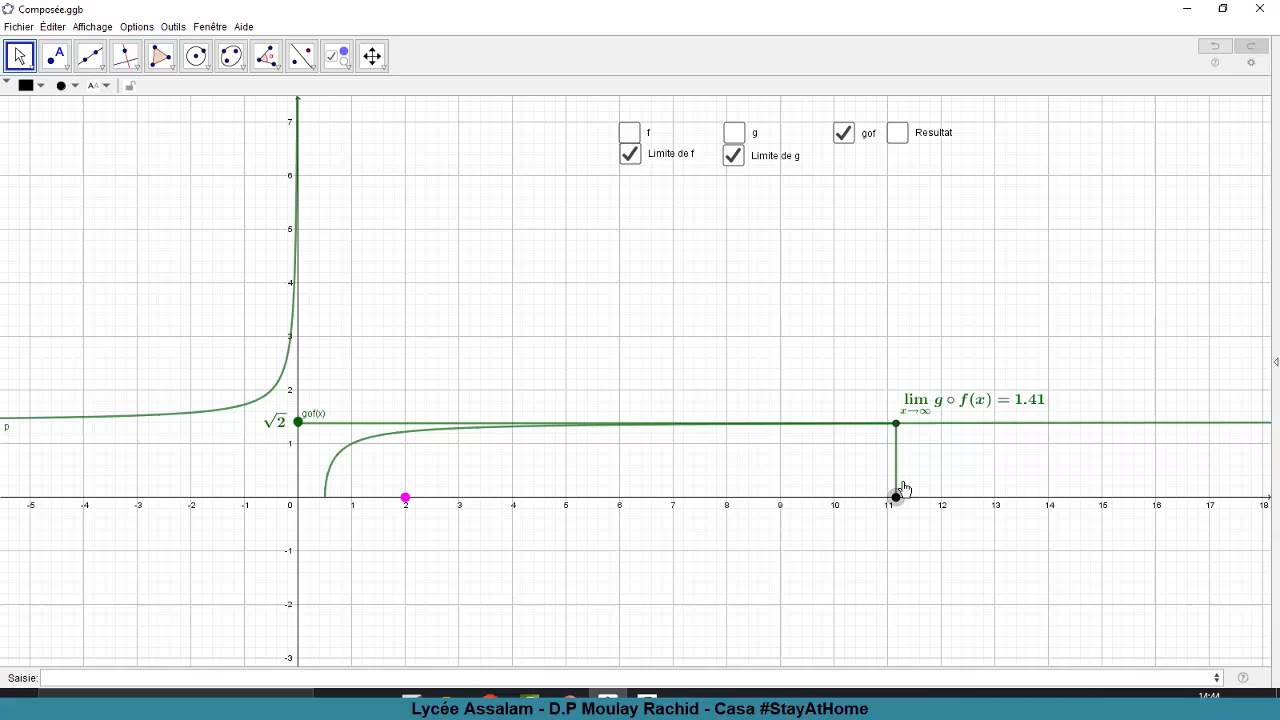 Composée.ggb
Fichier Éditer Affichage Options Outils Fenêtre Aide
A
AA
f g gof Resultat
Limite de f Limite de g
7
6
5
4
3
2
1
-1
-2
-3
p
√2 gof(x)
lim g ∘ f(x) = 1.41
x→∞
-5 -4 -3 -2 -1 0 1 2 3 4 5 6 7 8 9 10 11 12 13 14 15 16 17 18
Saisie:
14:44
Lycée Assalam - D.P Moulay Rachid - Casa #StayAtHome